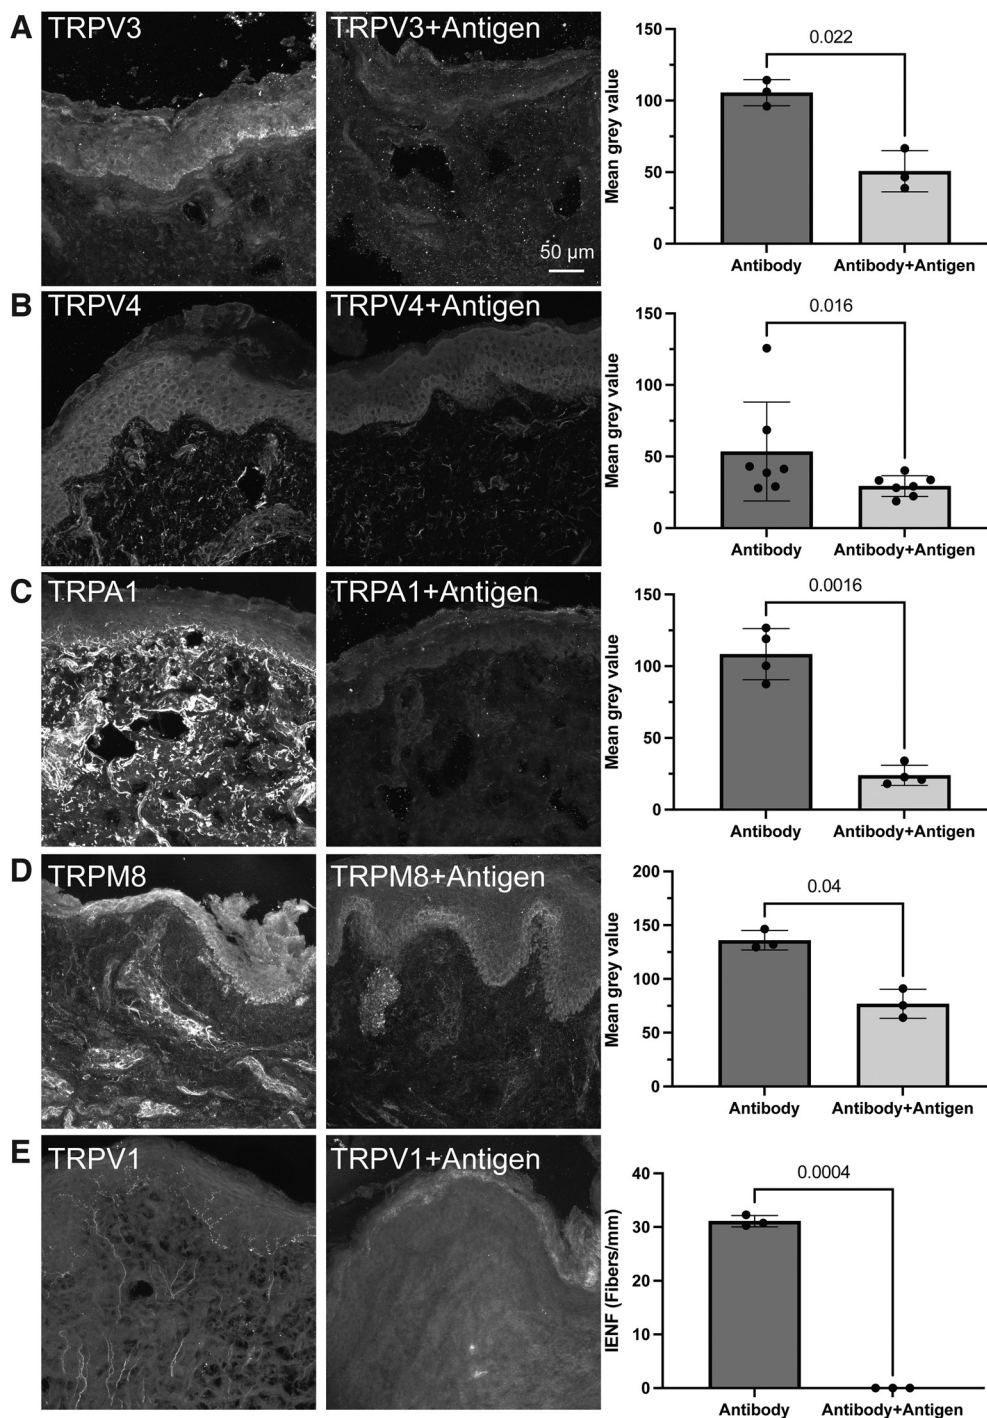 A
TRPV3
TRPV3+Antigen
50 µm
Mean grey value
150
100
50
0
0.022
Antibody
Antibody+Antigen
B
TRPV4
TRPV4+Antigen
Mean grey value
150
100
50
0
0.016
Antibody
Antibody+Antigen
C
TRPA1
TRPA1+Antigen
Mean grey value
150
100
50
0
0.0016
Antibody
Antibody+Antigen
D
TRPM8
TRPM8+Antigen
Mean grey value
200
150
100
50
0
0.04
Antibody
Antibody+Antigen
E
TRPV1
TRPV1+Antigen
IENF (Fibers/mm)
40
30
20
10
0
0.0004
Antibody
Antibody+Antigen